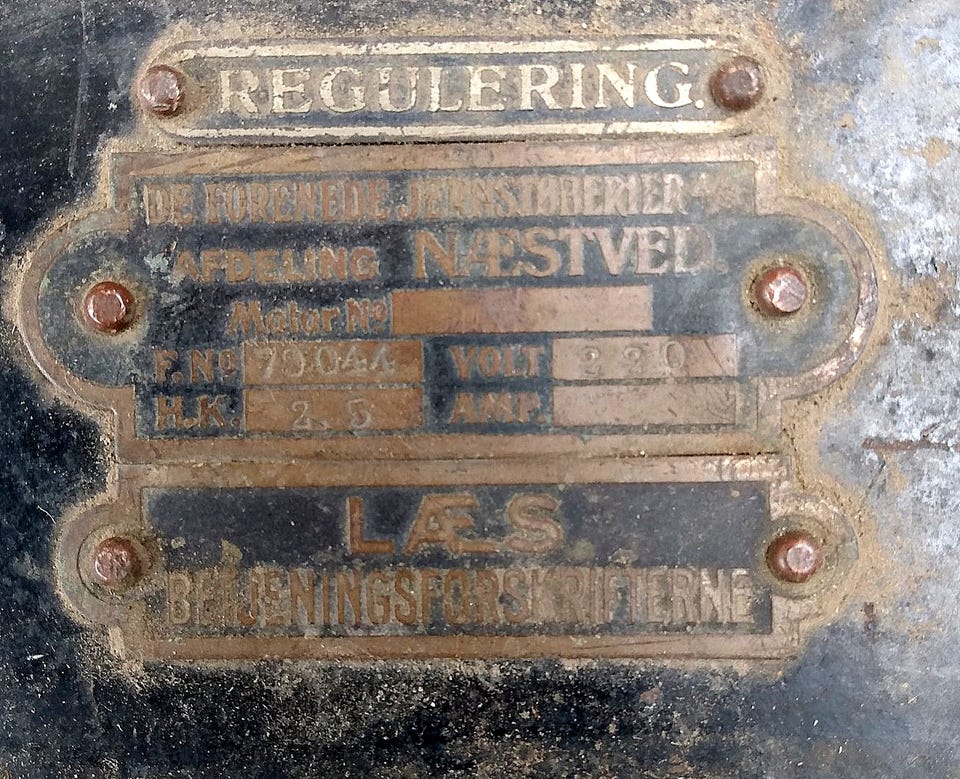 REGULERING.
DE FORENEDE JERNSTØBERIER A/S
AFDELING NÆSTVED.
Motor No
F. No 79044 VOLT 220
H.K. 2,5 AMP.
LÆS
BETJENINGSFORSKRIFTERNE